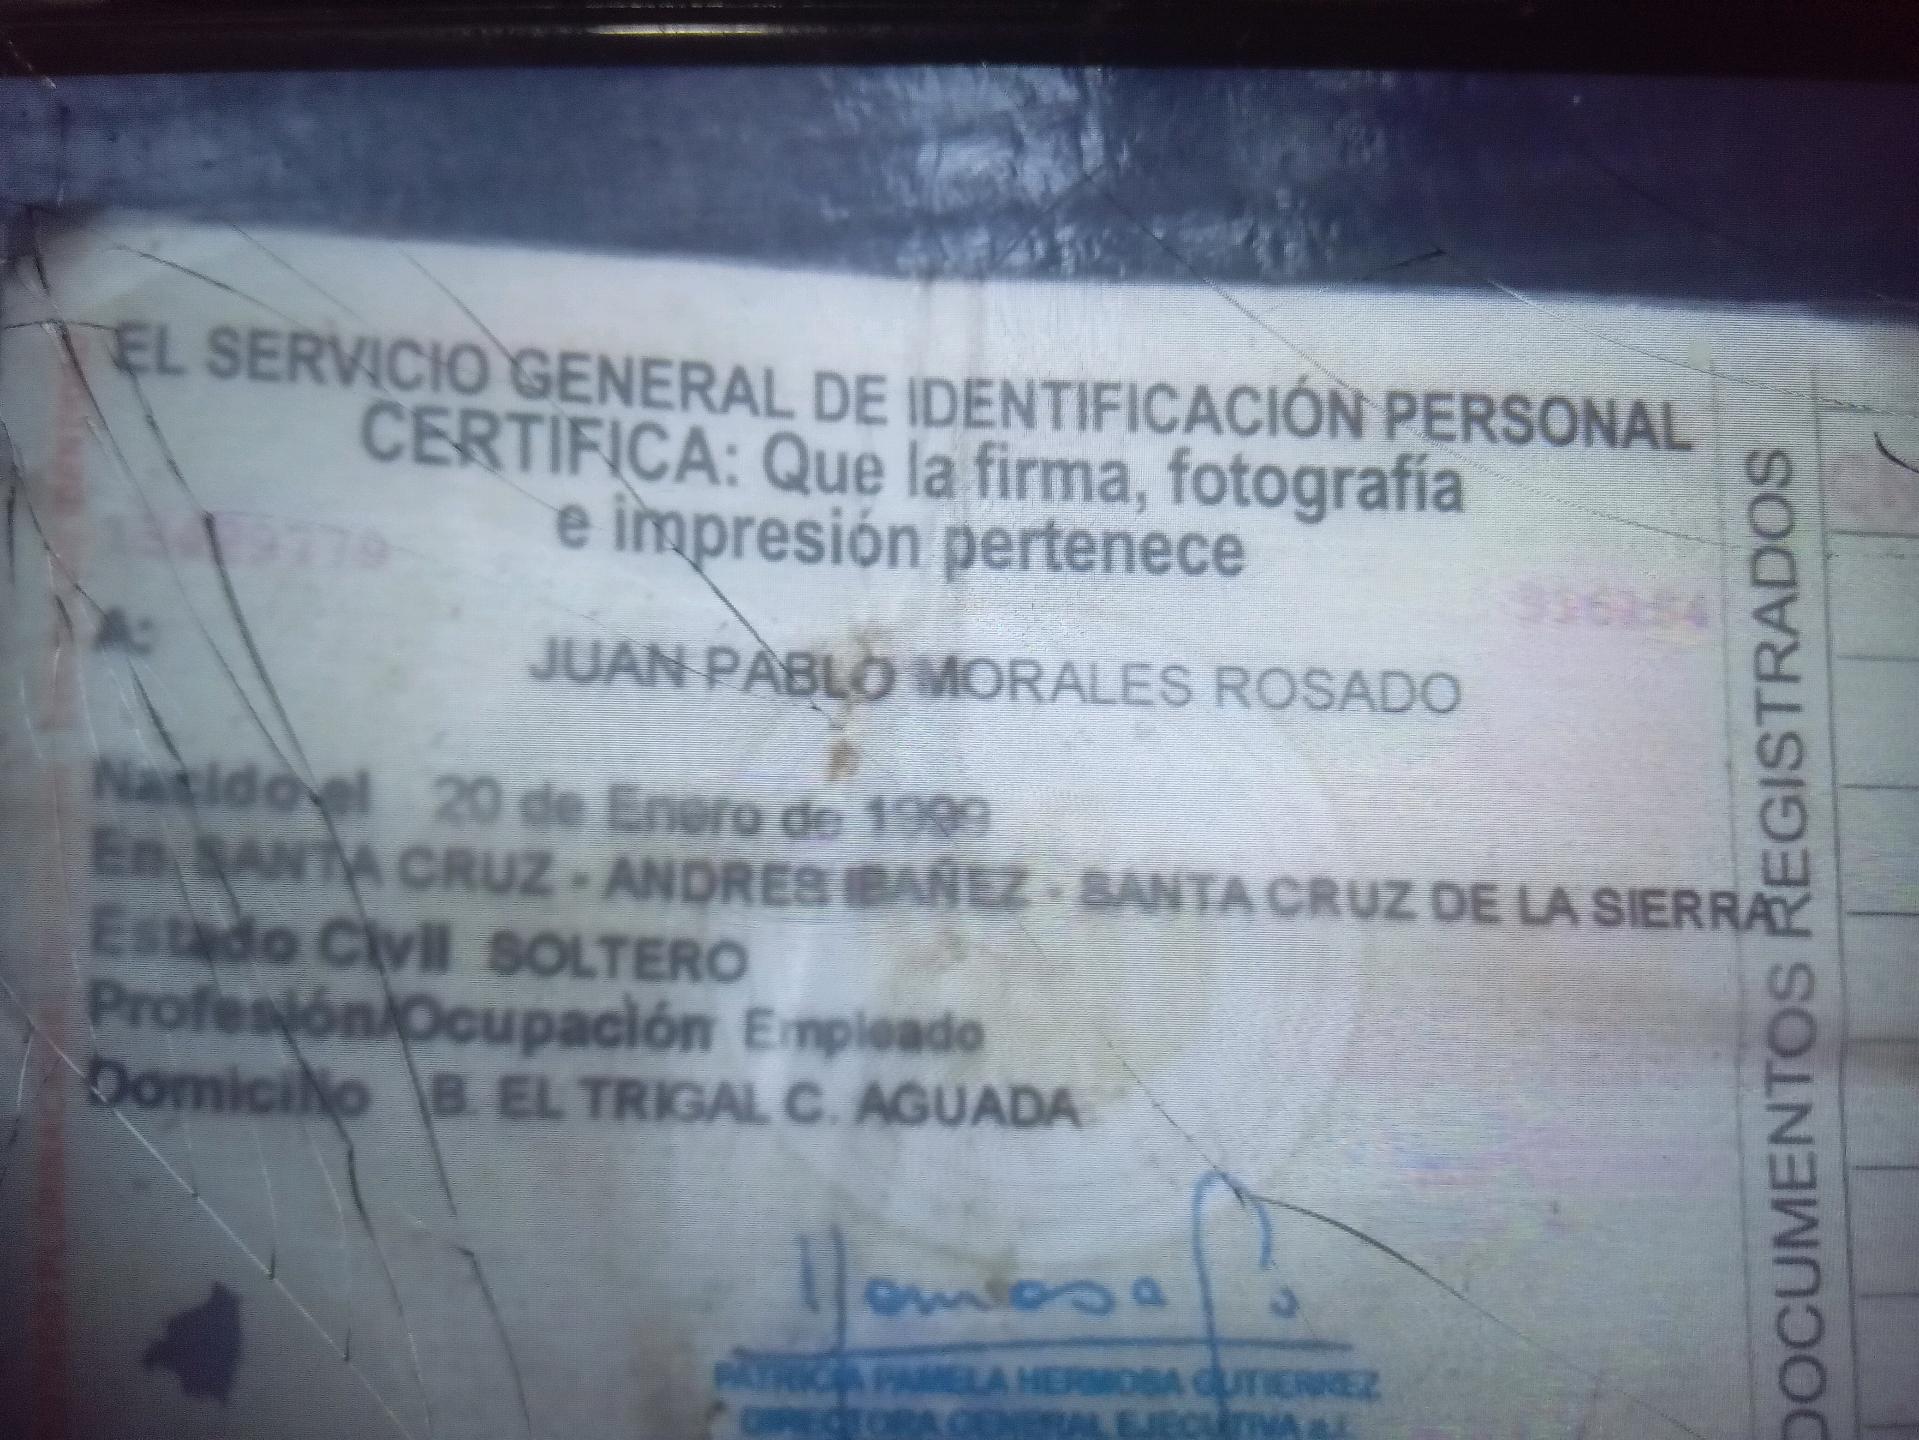 EL SERVICIO GENERAL DE IDENTIFICACIÓN PERSONAL
CERTIFICA: Que la firma, fotografía
e impresión pertenece
A:
JUAN PABLO MORALES ROSADO
Nacido el 20 de Enero de 1999
En SANTA CRUZ - ANDRES IBAÑEZ - SANTA CRUZ DE LA SIERRA
Estado Civil SOLTERO
Profesión/Ocupación Empleado
Domicilio B. EL TRIGAL C. AGUADA
PATRICIA PAMELA HERMOSA GUTIERREZ
DIRECTORA GENERAL EJECUTIVA a.i.
DOCUMENTOS REGISTRADOS